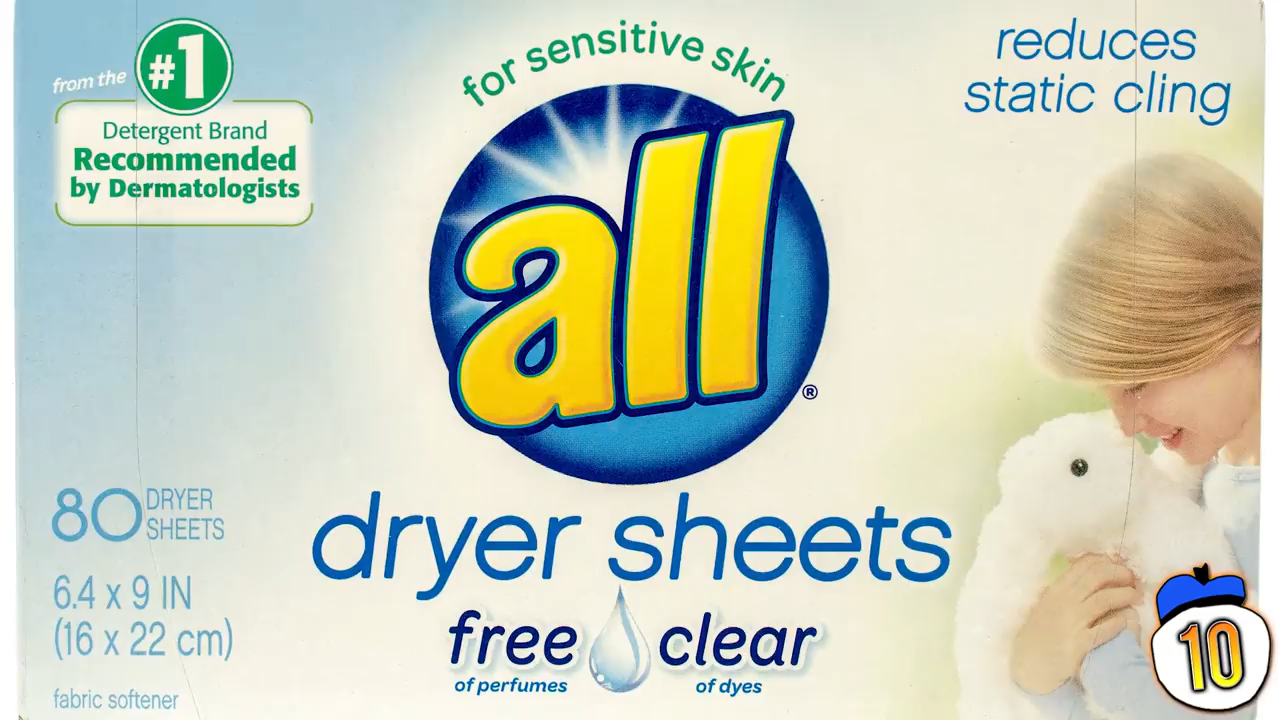 from the #1
Detergent Brand
Recommended
by Dermatologists
for sensitive skin
reduces
static cling
all®
80 DRYER
SHEETS
6.4 x 9 IN
(16 x 22 cm)
fabric softener
dryer sheets
free clear
of perfumes of dyes
10